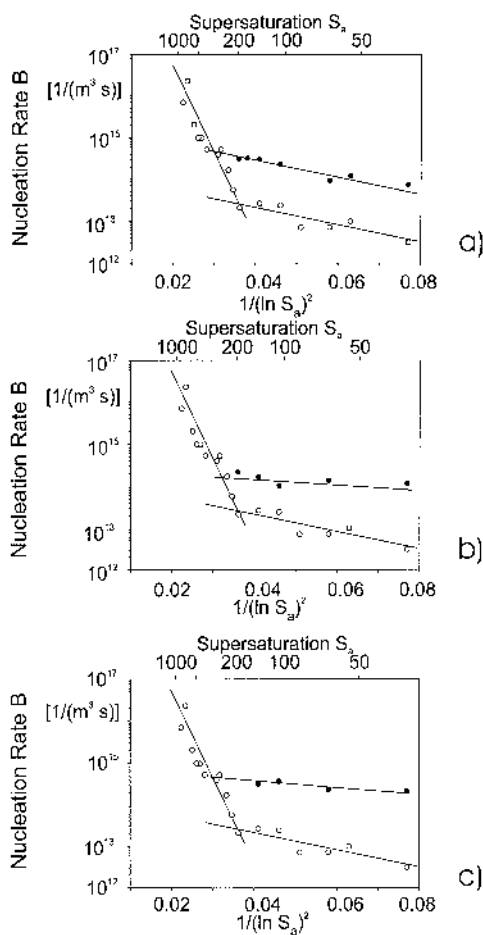 Supersaturation Sₐ
1000 200 100 50
Nucleation Rate B
10¹⁷
[1/(m³ s)]
10¹⁵
10¹³
10¹²
0.02 0.04 0.06 0.08
1/(ln Sₐ)²
a)
Supersaturation Sₐ
1000 200 100 50
Nucleation Rate B
10¹⁷
[1/(m³ s)]
10¹⁵
10¹³
10¹²
0.02 0.04 0.06 0.08
1/(ln Sₐ)²
b)
Supersaturation Sₐ
1000 200 100 50
Nucleation Rate B
10¹⁷
[1/(m³ s)]
10¹⁵
10¹³
10¹²
0.02 0.04 0.06 0.08
1/(ln Sₐ)²
c)